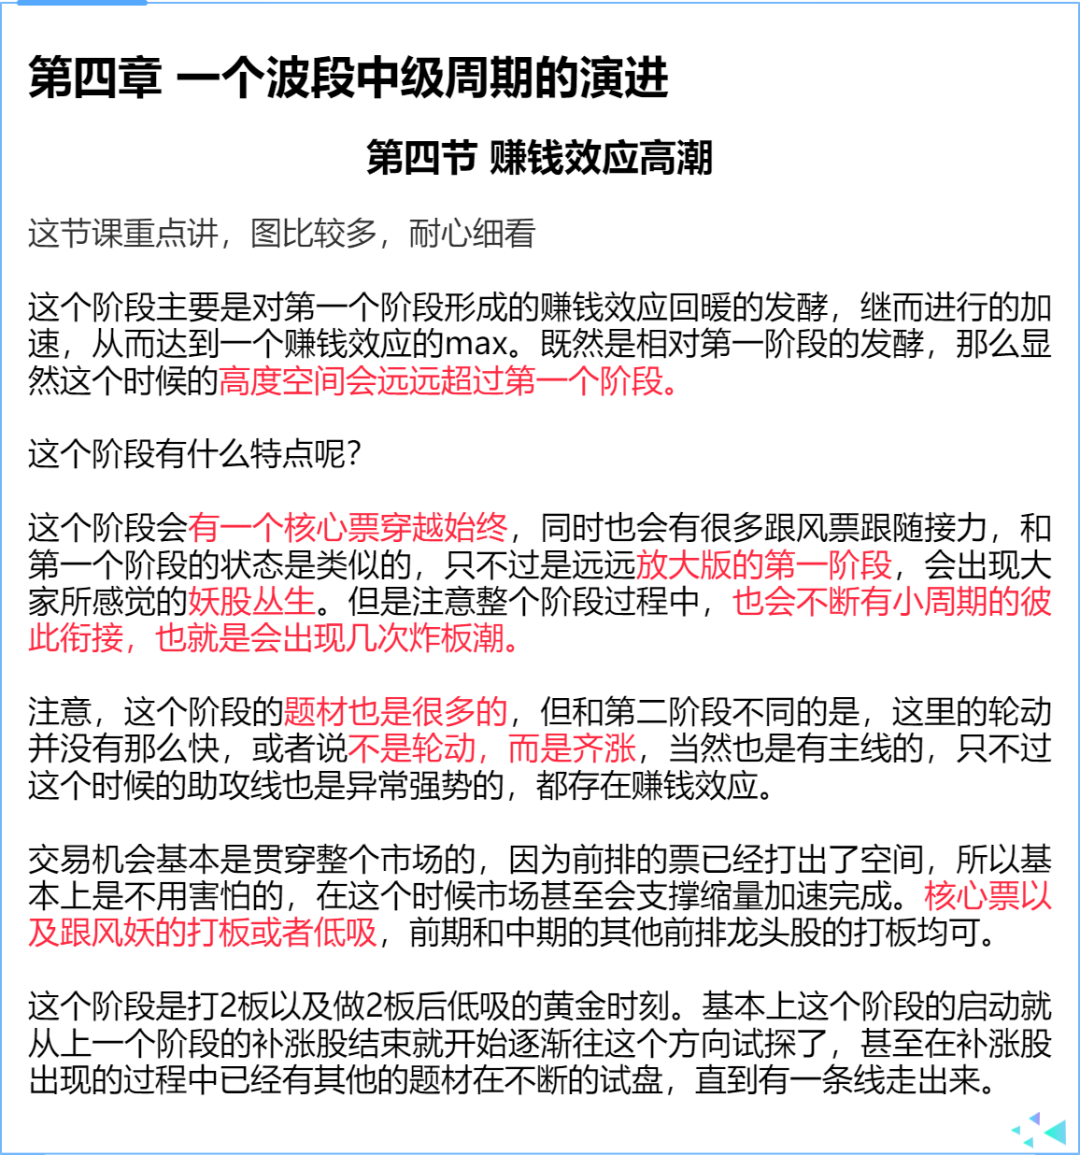 第四章 一个波段中级周期的演进
第四节 赚钱效应高潮
这节课重点讲，图比较多，耐心细看
这个阶段主要是对第一个阶段形成的赚钱效应回暖的发酵，继而进行的加
速，从而达到一个赚钱效应的max。既然是相对第一阶段的发酵，那么显
然这个时候的高度空间会远远超过第一个阶段。
这个阶段有什么特点呢？
这个阶段会有一个核心票穿越始终，同时也会有很多跟风票跟随接力，和
第一个阶段的状态是类似的，只不过是远远放大版的第一阶段，会出现大
家所感觉的妖股丛生。但是注意整个阶段过程中，也会不断有小周期的彼
此衔接，也就是会出现几次炸板潮。
注意，这个阶段的题材也是很多的，但和第二阶段不同的是，这里的轮动
并没有那么快，或者说不是轮动，而是齐涨，当然也是有主线的，只不过
这个时候的助攻线也是异常强势的，都存在赚钱效应。
交易机会基本是贯穿整个市场的，因为前排的票已经打出了空间，所以基
本上是不用害怕的，在这个时候市场甚至会支撑缩量加速完成。核心票以
及跟风妖的打板或者低吸，前期和中期的其他前排龙头股的打板均可。
这个阶段是打2板以及做2板后低吸的黄金时刻。基本上这个阶段的启动就
从上一个阶段的补涨股结束就开始逐渐往这个方向试探了，甚至在补涨股
出现的过程中已经有其他的题材在不断的试盘，直到有一条线走出来。